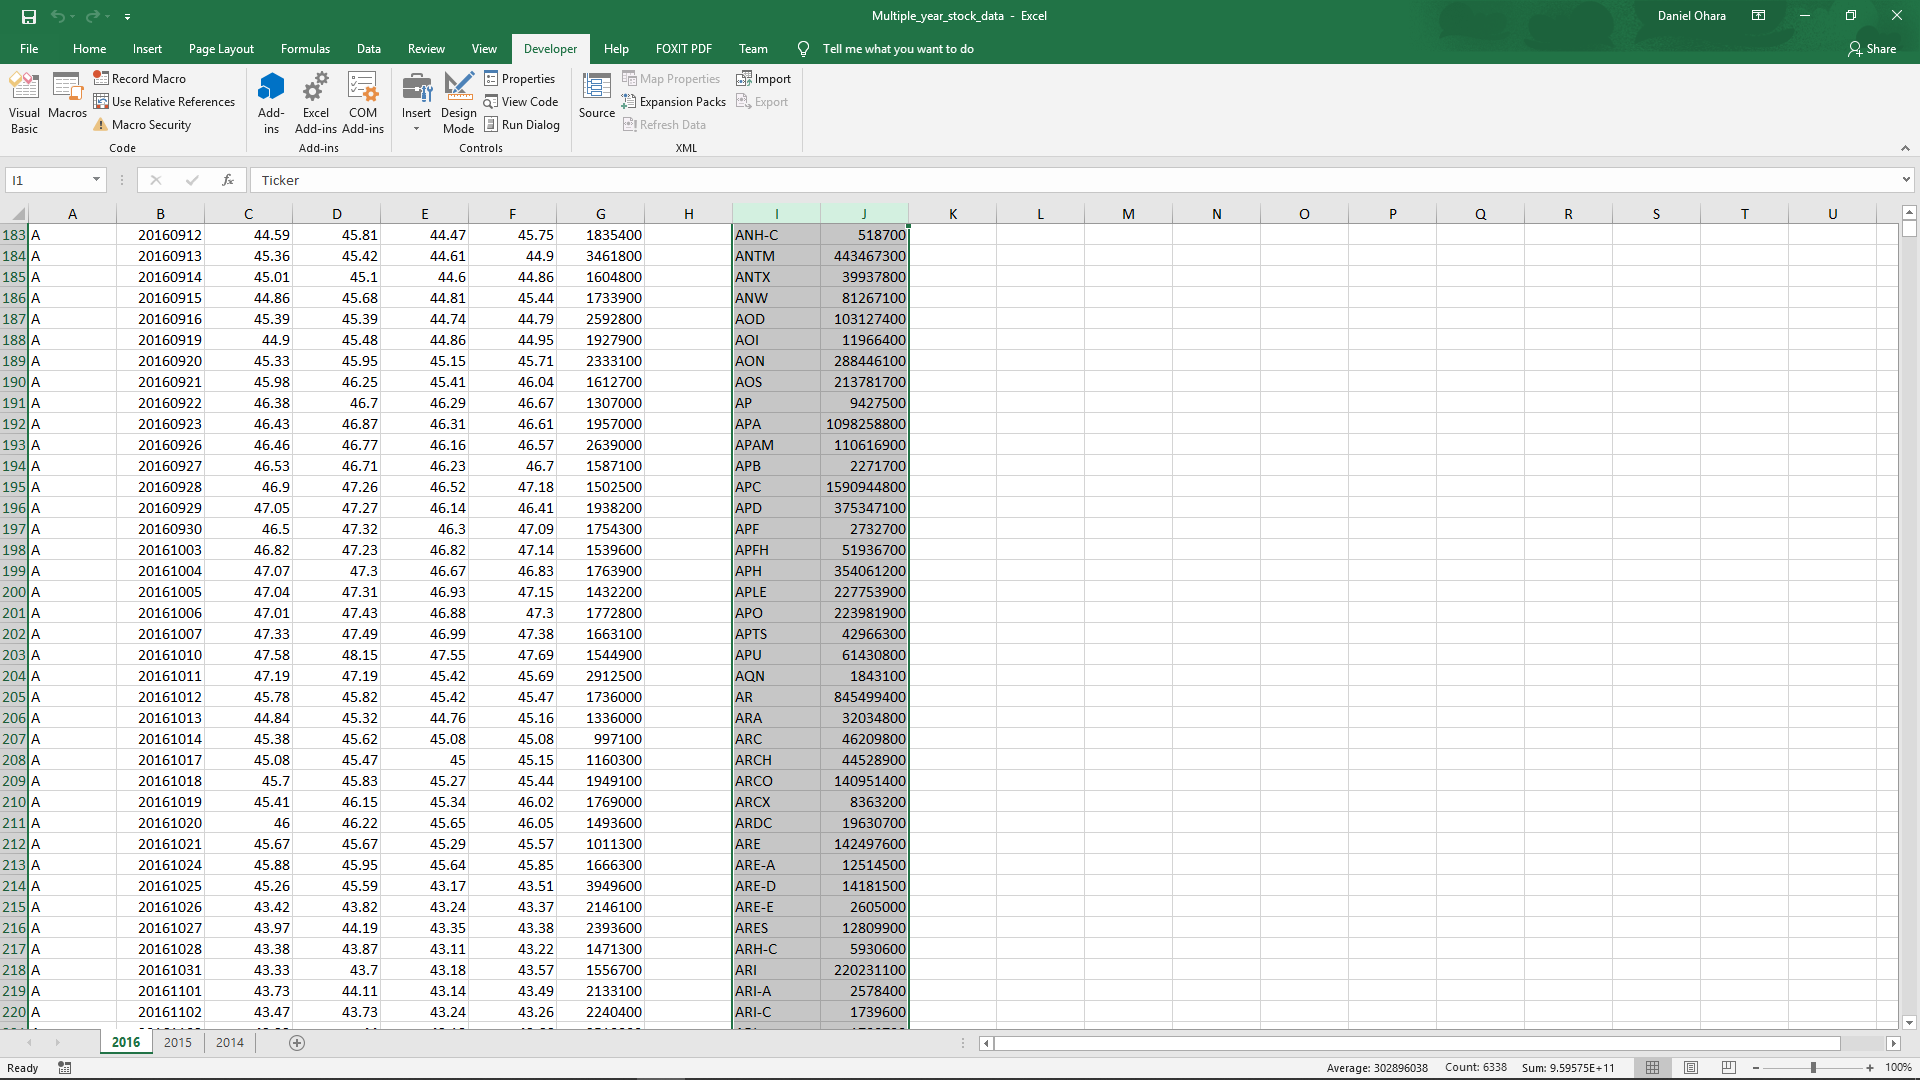 Multiple_year_stock_data - Excel
Daniel Ohara
File Home Insert Page Layout Formulas Data Review View Developer Help FOXIT PDF Team Tell me what you want to do Share
Visual Basic
Macros
Record Macro
Use Relative References
Macro Security
Code
Add-ins
Excel Add-ins
COM Add-ins
Add-ins
Insert
Design Mode
Properties
View Code
Run Dialog
Controls
Source
Map Properties
Expansion Packs
Refresh Data
Import
Export
XML
I1 fx Ticker
A B C D E F G H I J K L M N O P Q R S T U
183 A 20160912 44.59 45.81 44.47 45.75 1835400 ANH-C 518700
184 A 20160913 45.36 45.42 44.61 44.9 3461800 ANTM 443467300
185 A 20160914 45.01 45.1 44.6 44.86 1604800 ANTX 39937800
186 A 20160915 44.86 45.68 44.81 45.44 1733900 ANW 81267100
187 A 20160916 45.39 45.39 44.74 44.79 2592800 AOD 103127400
188 A 20160919 44.9 45.48 44.86 44.95 1927900 AOI 11966400
189 A 20160920 45.33 45.95 45.15 45.71 2333100 AON 288446100
190 A 20160921 45.98 46.25 45.41 46.04 1612700 AOS 213781700
191 A 20160922 46.38 46.7 46.29 46.67 1307000 AP 9427500
192 A 20160923 46.43 46.87 46.31 46.61 1957000 APA 1098258800
193 A 20160926 46.46 46.77 46.16 46.57 2639000 APAM 110616900
194 A 20160927 46.53 46.71 46.23 46.7 1587100 APB 2271700
195 A 20160928 46.9 47.26 46.52 47.18 1502500 APC 1590944800
196 A 20160929 47.05 47.27 46.14 46.41 1938200 APD 375347100
197 A 20160930 46.5 47.32 46.3 47.09 1754300 APF 2732700
198 A 20161003 46.82 47.23 46.82 47.14 1539600 APFH 51936700
199 A 20161004 47.07 47.3 46.67 46.83 1763900 APH 354061200
200 A 20161005 47.04 47.31 46.93 47.15 1432200 APLE 227753900
201 A 20161006 47.01 47.43 46.88 47.3 1772800 APO 223981900
202 A 20161007 47.33 47.49 46.99 47.38 1663100 APTS 42966300
203 A 20161010 47.58 48.15 47.55 47.69 1544900 APU 61430800
204 A 20161011 47.19 47.19 45.42 45.69 2912500 AQN 1843100
205 A 20161012 45.78 45.82 45.42 45.47 1736000 AR 845499400
206 A 20161013 44.84 45.32 44.76 45.16 1336000 ARA 32034800
207 A 20161014 45.38 45.62 45.08 45.08 997100 ARC 46209800
208 A 20161017 45.08 45.47 45 45.15 1160300 ARCH 44528900
209 A 20161018 45.7 45.83 45.27 45.44 1949100 ARCO 140951400
210 A 20161019 45.41 46.15 45.34 46.02 1769000 ARCX 8363200
211 A 20161020 46 46.22 45.65 46.05 1493600 ARDC 19630700
212 A 20161021 45.67 45.67 45.29 45.57 1011300 ARE 142497600
213 A 20161024 45.88 45.95 45.64 45.85 1666300 ARE-A 12514500
214 A 20161025 45.26 45.59 43.17 43.51 3949600 ARE-D 14181500
215 A 20161026 43.42 43.82 43.24 43.37 2146100 ARE-E 2605000
216 A 20161027 43.97 44.19 43.35 43.38 2393600 ARES 12809900
217 A 20161028 43.38 43.87 43.11 43.22 1471300 ARH-C 5930600
218 A 20161031 43.33 43.7 43.18 43.57 1556700 ARI 220231100
219 A 20161101 43.73 44.11 43.14 43.49 2133100 ARI-A 2578400
220 A 20161102 43.47 43.73 43.24 43.26 2240400 ARI-C 1739600
2016 2015 2014
Ready Average: 302896038 Count: 6338 Sum: 9.59575E+11 100%